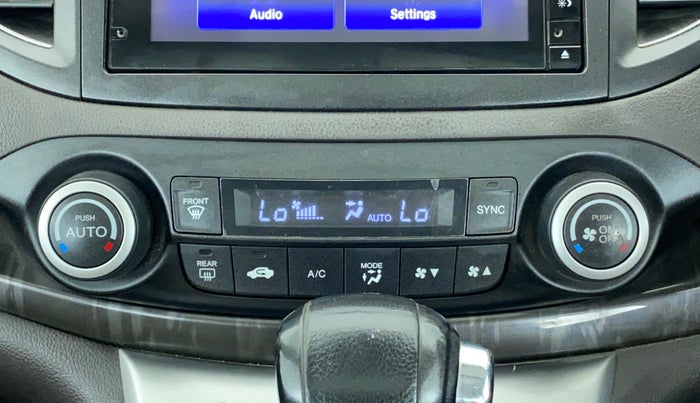 Audio Settings
FRONT
Lo AUTO Lo
SYNC
PUSH
AUTO
PUSH
ON
OFF
REAR
A/C
MODE